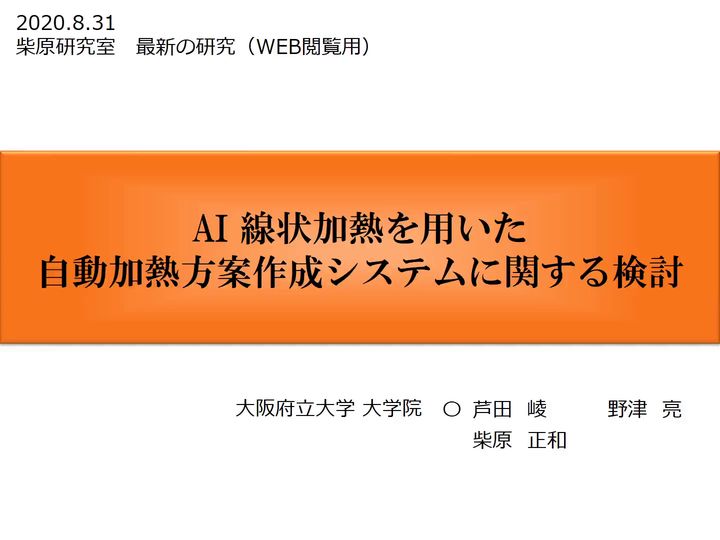 2020.8.31
柴原研究室　最新の研究（WEB閲覧用）
AI 線状加熱を用いた
自動加熱方案作成システムに関する検討
大阪府立大学 大学院　○ 芦田　崚　　野津　亮
柴原　正和